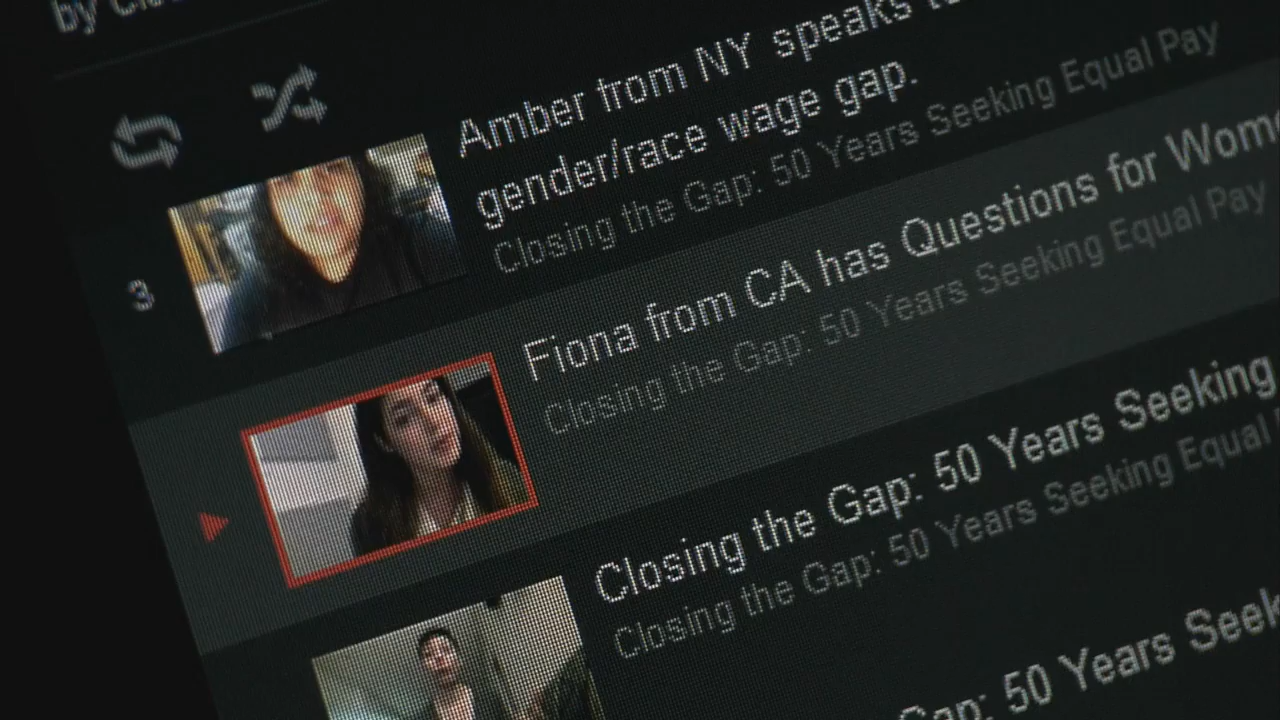 by
Amber from NY speaks
gender/race wage gap.
Closing the Gap: 50 Years Seeking Equal Pay
3
Fiona from CA has Questions for
Closing the Gap: 50 Years Seeking Equal Pay
Closing the Gap: 50 Years Seeking
Closing the Gap: 50 Years Seeking Equal
Gap: 50 Years